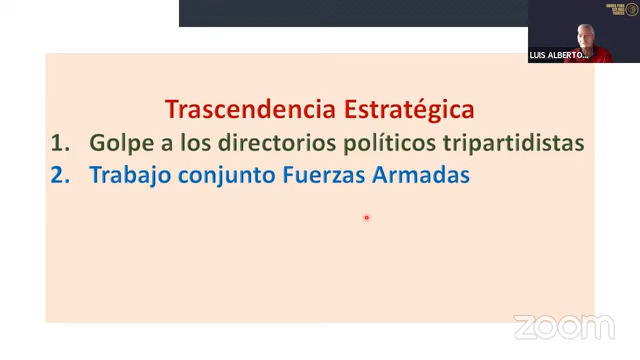 Trascendencia Estratégica
1. Golpe a los directorios políticos tripartidistas
2. Trabajo conjunto Fuerzas Armadas
LUIS ALBERTO...
zoom